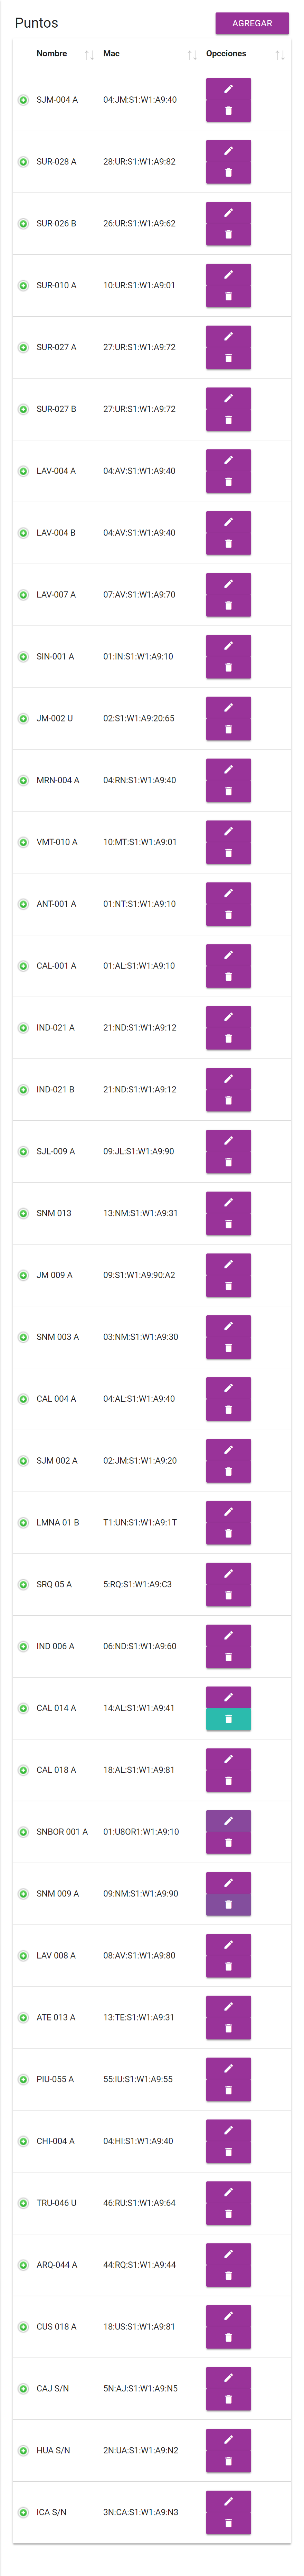 Puntos
AGREGAR
Nombre Mac Opcciones
SJM-004 A 04:JM:S1:W1:A9:40
SUR-028 A 28:UR:S1:W1:A9:82
SUR-026 B 26:UR:S1:W1:A9:62
SUR-010 A 10:UR:S1:W1:A9:01
SUR-027 A 27:UR:S1:W1:A9:72
SUR-027 B 27:UR:S1:W1:A9:72
LAV-004 A 04:AV:S1:W1:A9:40
LAV-004 B 04:AV:S1:W1:A9:40
LAV-007 A 07:AV:S1:W1:A9:70
SIN-001 A 01:IN:S1:W1:A9:10
JM-002 U 02:S1:W1:A9:20:65
MRN-004 A 04:RN:S1:W1:A9:40
VMT-010 A 10:MT:S1:W1:A9:01
ANT-001 A 01:NT:S1:W1:A9:10
CAL-001 A 01:AL:S1:W1:A9:10
IND-021 A 21:ND:S1:W1:A9:12
IND-021 B 21:ND:S1:W1:A9:12
SJL-009 A 09:JL:S1:W1:A9:90
SNM 013 13:NM:S1:W1:A9:31
JM 009 A 09:S1:W1:A9:90:A2
SNM 003 A 03:NM:S1:W1:A9:30
CAL 004 A 04:AL:S1:W1:A9:40
SJM 002 A 02:JM:S1:W1:A9:20
LMNA 01 B T1:UN:S1:W1:A9:1T
SRQ 05 A 5:RQ:S1:W1:A9:C3
IND 006 A 06:ND:S1:W1:A9:60
CAL 014 A 14:AL:S1:W1:A9:41
CAL 018 A 18:AL:S1:W1:A9:81
SNBOR 001 A 01:U8OR1:W1:A9:10
SNM 009 A 09:NM:S1:W1:A9:90
LAV 008 A 08:AV:S1:W1:A9:80
ATE 013 A 13:TE:S1:W1:A9:31
PIU-055 A 55:IU:S1:W1:A9:55
CHI-004 A 04:HI:S1:W1:A9:40
TRU-046 U 46:RU:S1:W1:A9:64
ARQ-044 A 44:RQ:S1:W1:A9:44
CUS 018 A 18:US:S1:W1:A9:81
CAJ S/N 5N:AJ:S1:W1:A9:N5
HUA S/N 2N:UA:S1:W1:A9:N2
ICA S/N 3N:CA:S1:W1:A9:N3